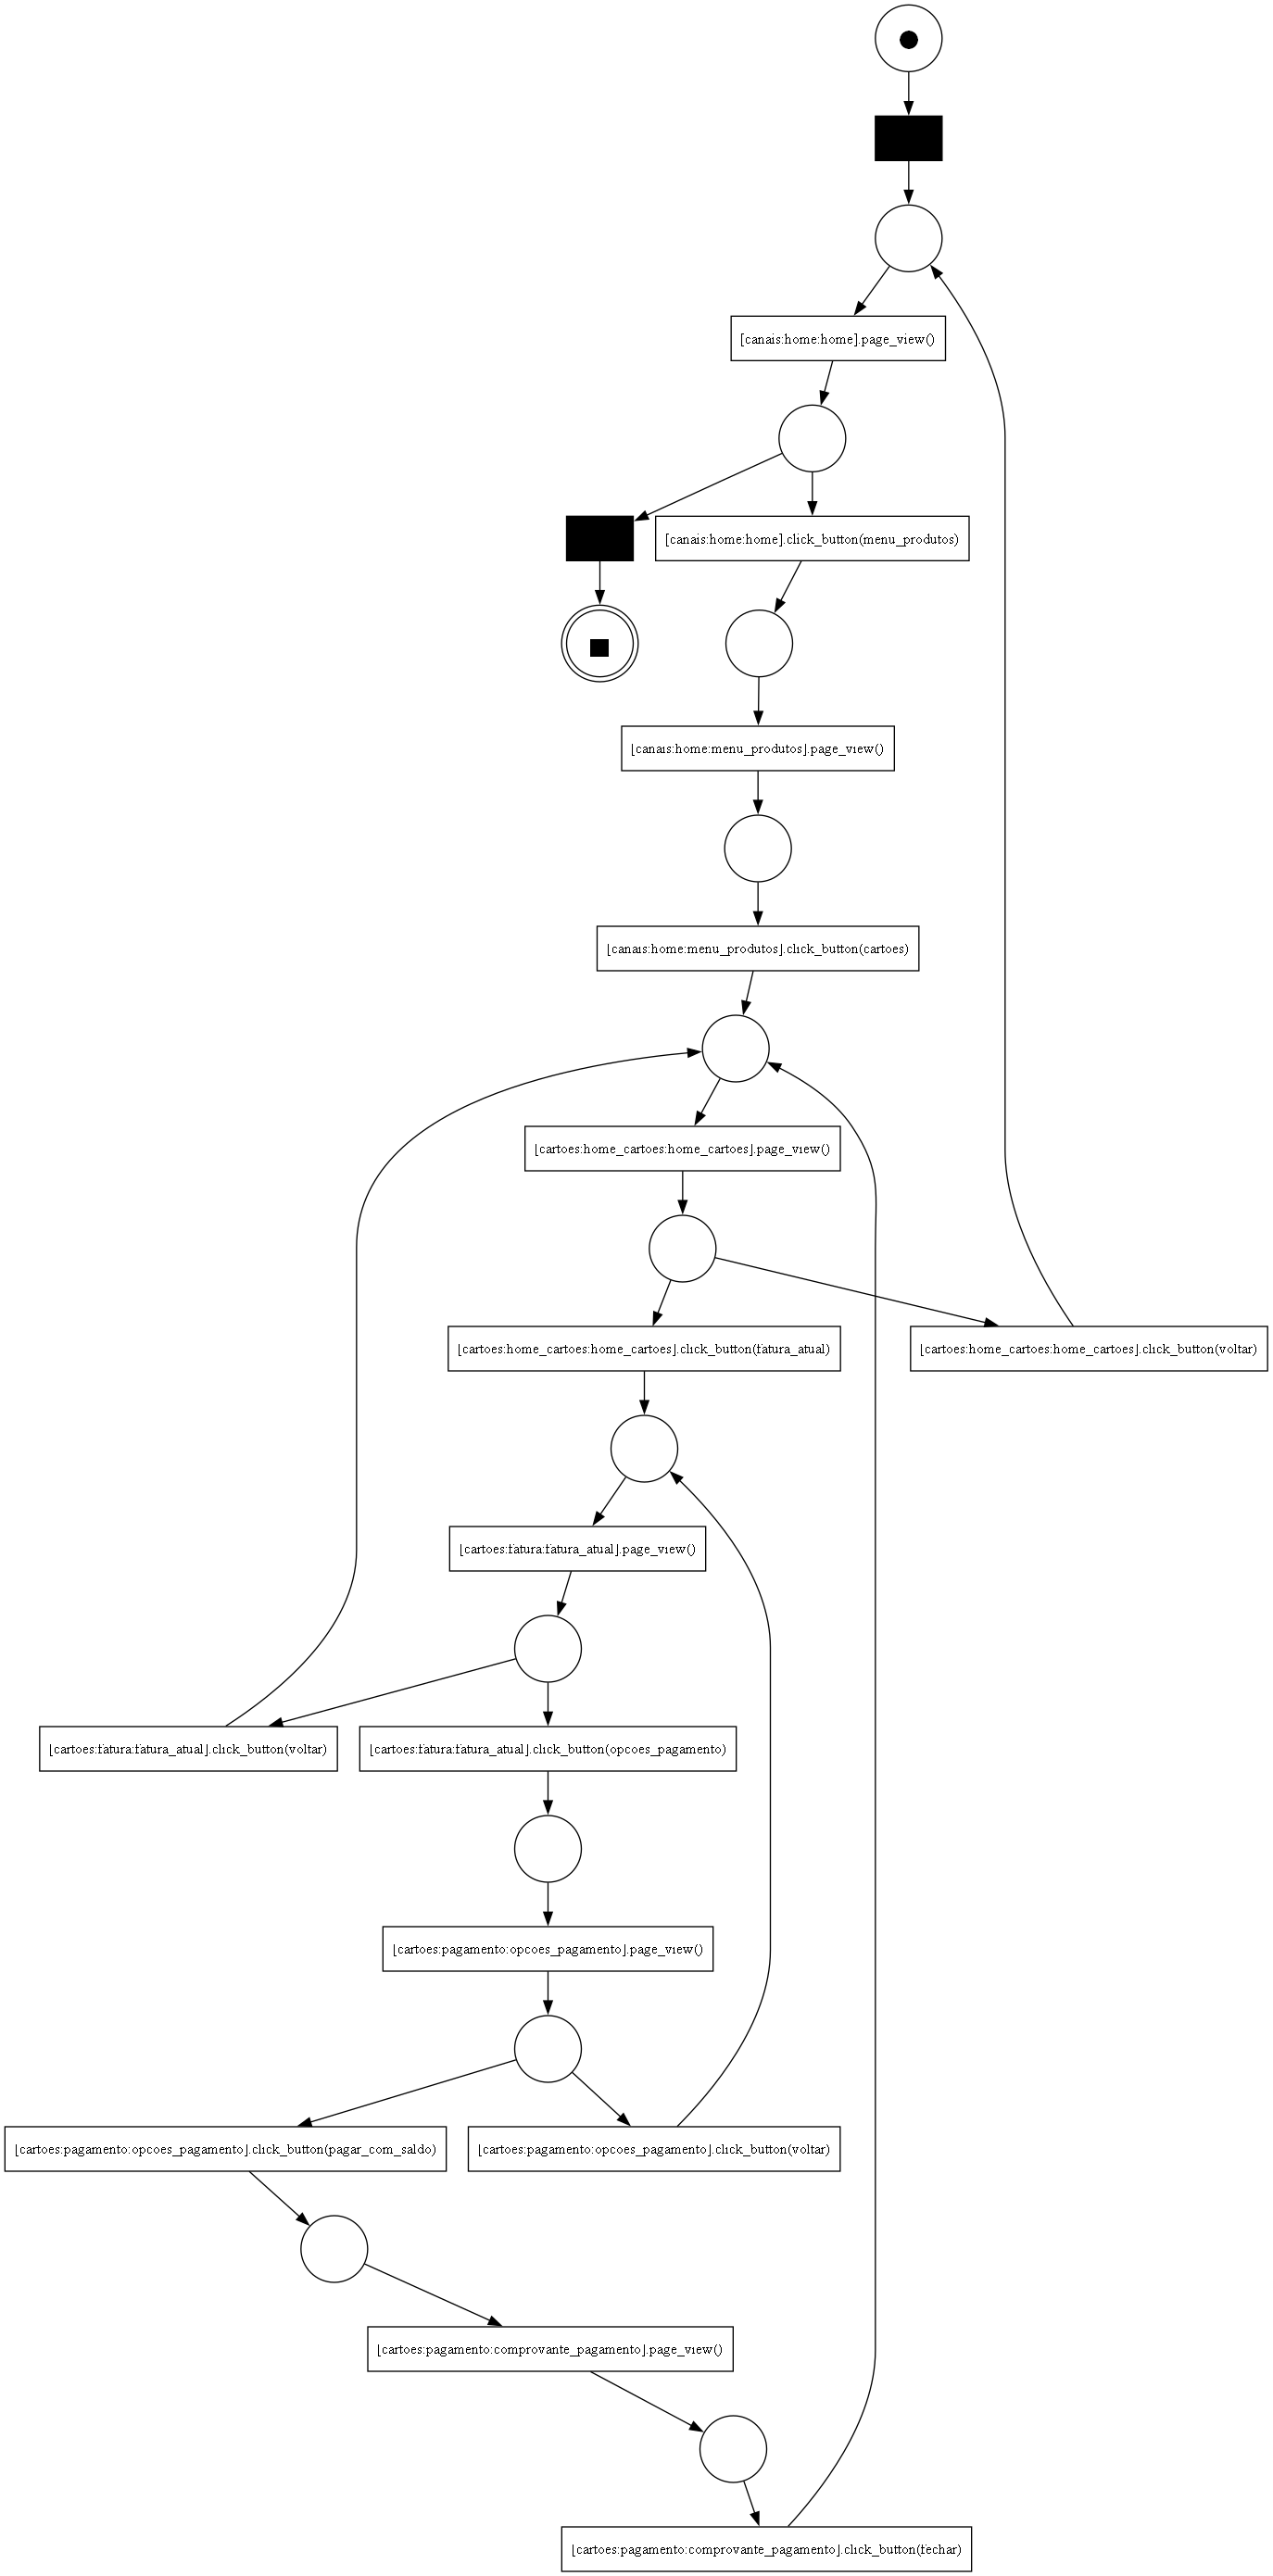 [canais:home:home].page_view()
[canais:home:home].click_button(menu_produtos)
[canais:home:menu_produtos].page_view()
[canais:home:menu_produtos].click_button(cartoes)
[cartoes:home_cartoes:home_cartoes].page_view()
[cartoes:home_cartoes:home_cartoes].click_button(fatura_atual)
[cartoes:home_cartoes:home_cartoes].click_button(voltar)
[cartoes:fatura:fatura_atual].page_view()
[cartoes:fatura:fatura_atual].click_button(voltar)
[cartoes:fatura:fatura_atual].click_button(opcoes_pagamento)
[cartoes:pagamento:opcoes_pagamento].page_view()
[cartoes:pagamento:opcoes_pagamento].click_button(pagar_com_saldo)
[cartoes:pagamento:opcoes_pagamento].click_button(voltar)
[cartoes:pagamento:comprovante_pagamento].page_view()
[cartoes:pagamento:comprovante_pagamento].click_button(fechar)